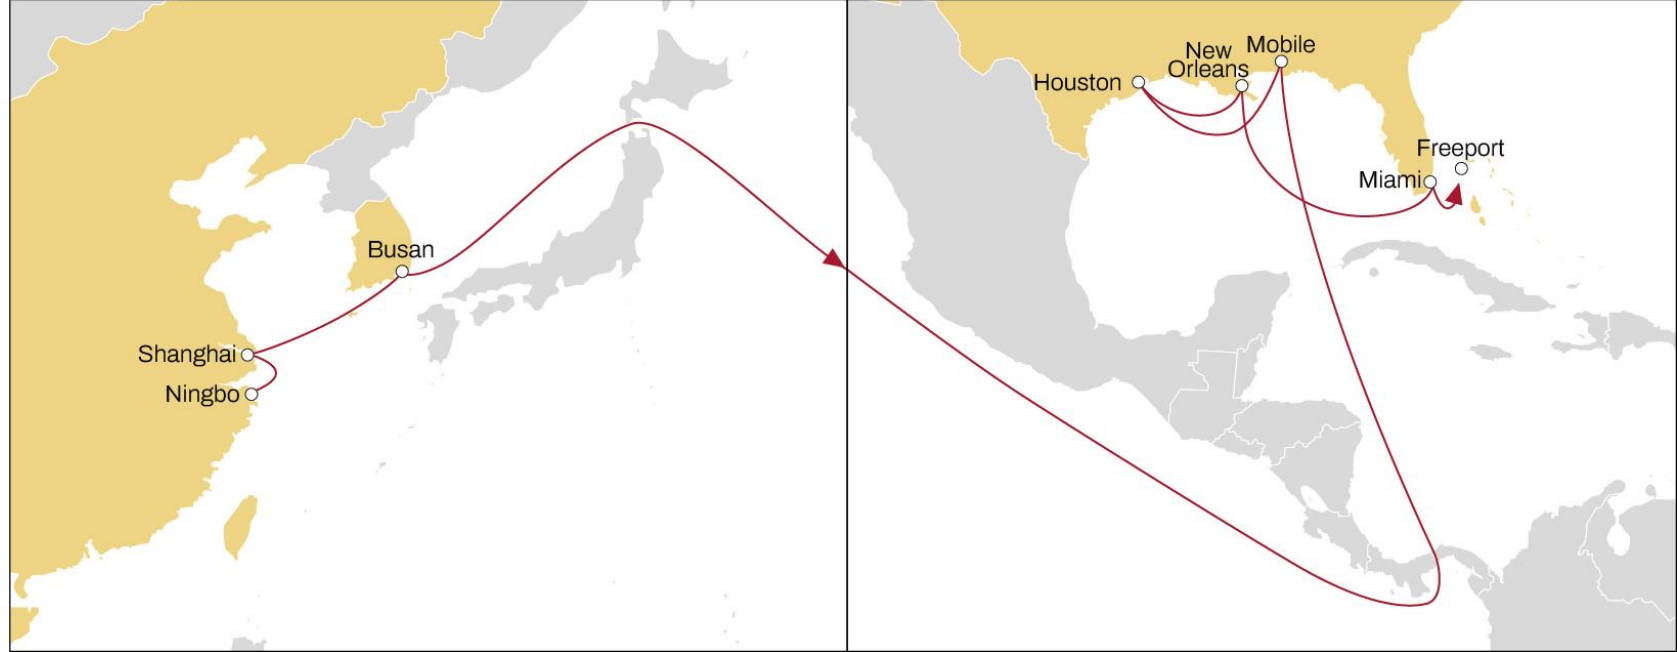 Busan
Shanghai
Ningbo
Houston
New
Orleans
Mobile
Freeport
Miami